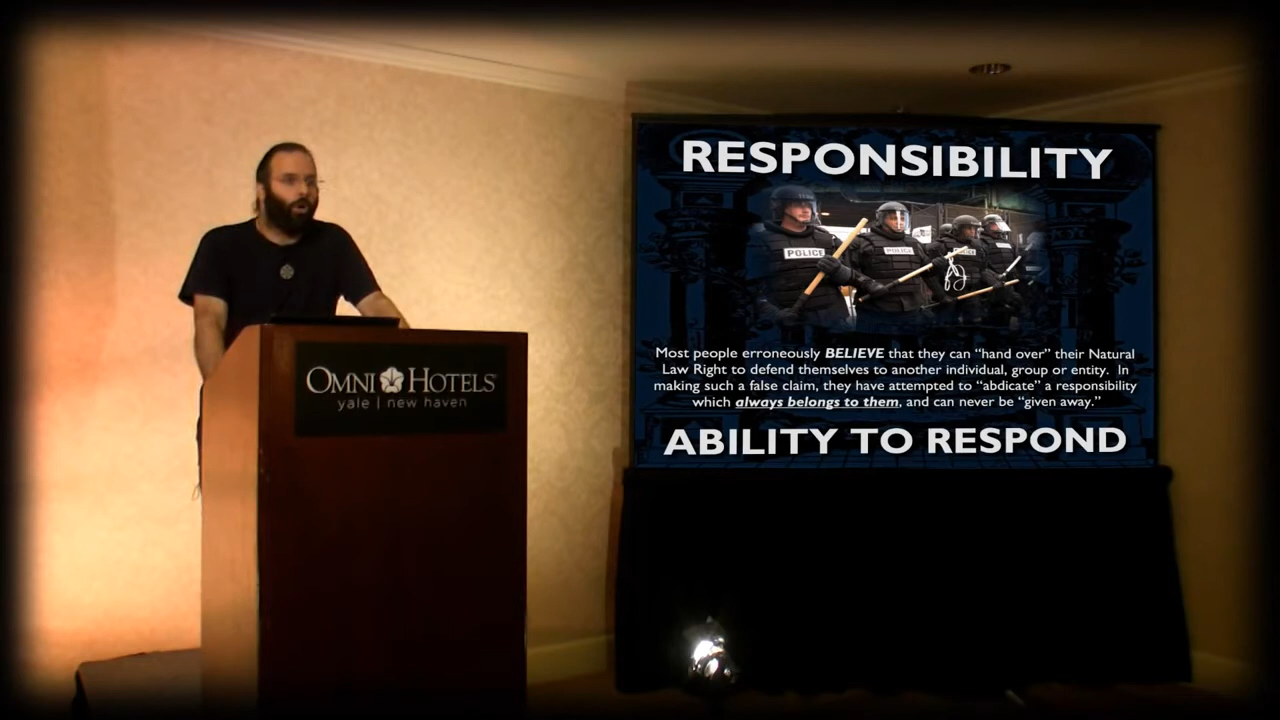 OMNI HOTELS
yale | new haven
RESPONSIBILITY
POLICE
POLICE
POLICE
Most people erroneously BELIEVE that they can “hand over” their Natural
Law Right to defend themselves to another individual, group or entity. In
making such a false claim, they have attempted to “abdicate” a responsibility
which always belongs to them, and can never be “given away.”
ABILITY TO RESPOND